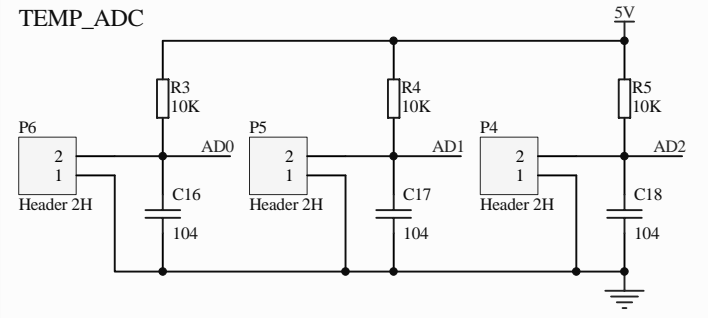 TEMP_ADC
5V
R3
10K
R4
10K
R5
10K
P6
2
1
Header 2H
AD0
P5
2
1
Header 2H
AD1
P4
2
1
Header 2H
AD2
C16
104
C17
104
C18
104